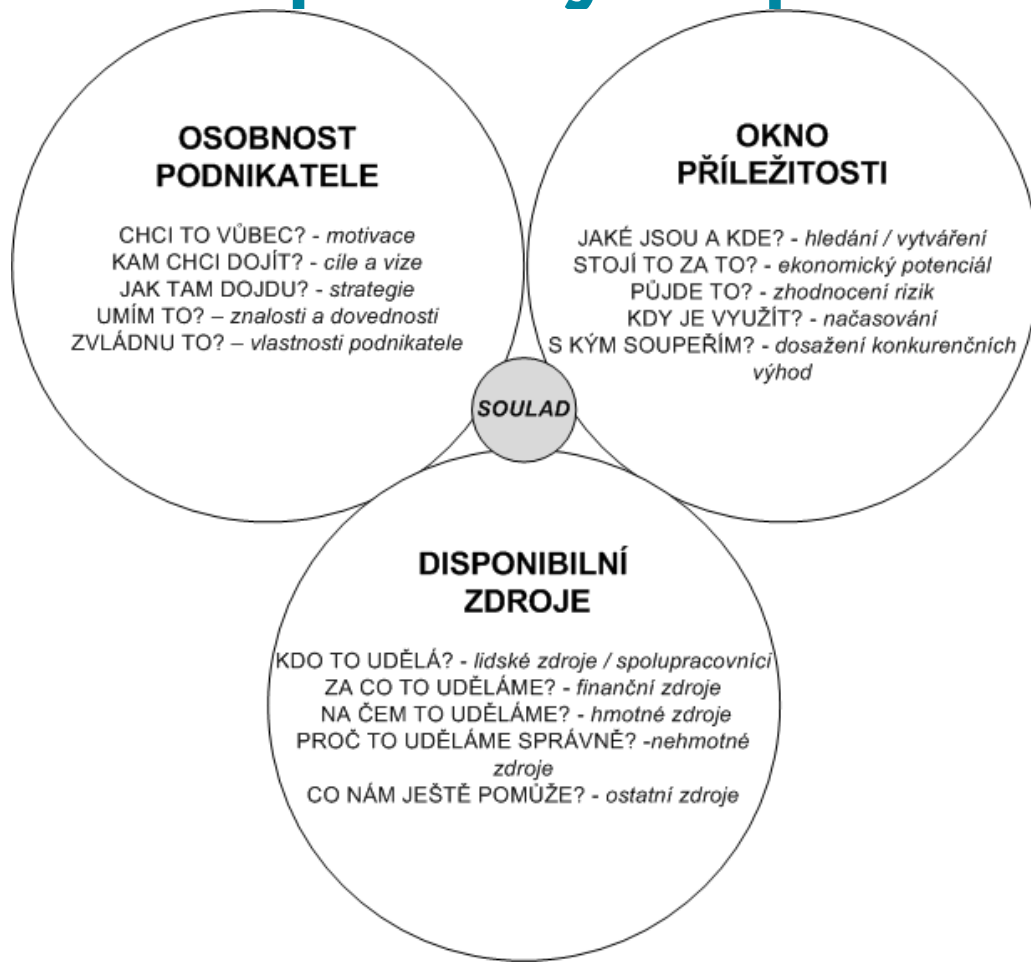 OSOBNOST
PODNIKATELE
CHCI TO VŮBEC? - motivace
KAM CHCI DOJÍT? - cíle a vize
JAK TAM DOJDU? - strategie
UMÍM TO? – znalosti a dovednosti
ZVLÁDNU TO? – vlastnosti podnikatele
OKNO
PŘÍLEŽITOSTI
JAKÉ JSOU A KDE? - hledání / vytváření
STOJÍ TO ZA TO? - ekonomický potenciál
PŮJDE TO? - zhodnocení rizik
KDY JE VYUŽÍT? - načasování
S KÝM SOUPEŘÍM? - dosažení konkurenčních
výhod
SOULAD
DISPONIBILNÍ
ZDROJE
KDO TO UDĚLÁ? - lidské zdroje / spolupracovníci
ZA CO TO UDĚLÁME? - finanční zdroje
NA ČEM TO UDĚLÁME? - hmotné zdroje
PROČ TO UDĚLÁME SPRÁVNĚ? -nehmotné
zdroje
CO NÁM JEŠTĚ POMŮŽE? - ostatní zdroje